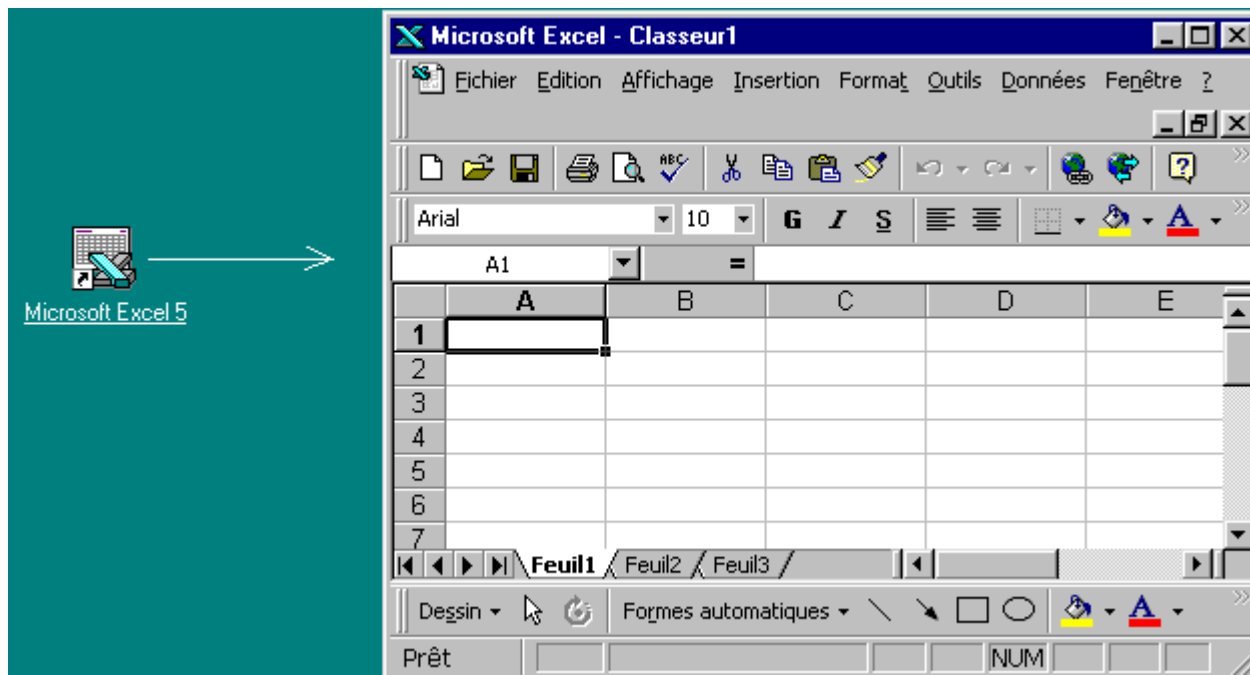 Microsoft Excel 5
Microsoft Excel - Classeur1
Fichier Edition Affichage Insertion Format Outils Données Fenêtre ?
ABC
Arial 10 G I S A
A1 =
A B C D E
1
2
3
4
5
6
7
Feuil1 Feuil2 Feuil3
Dessin Formes automatiques A
Prêt NUM